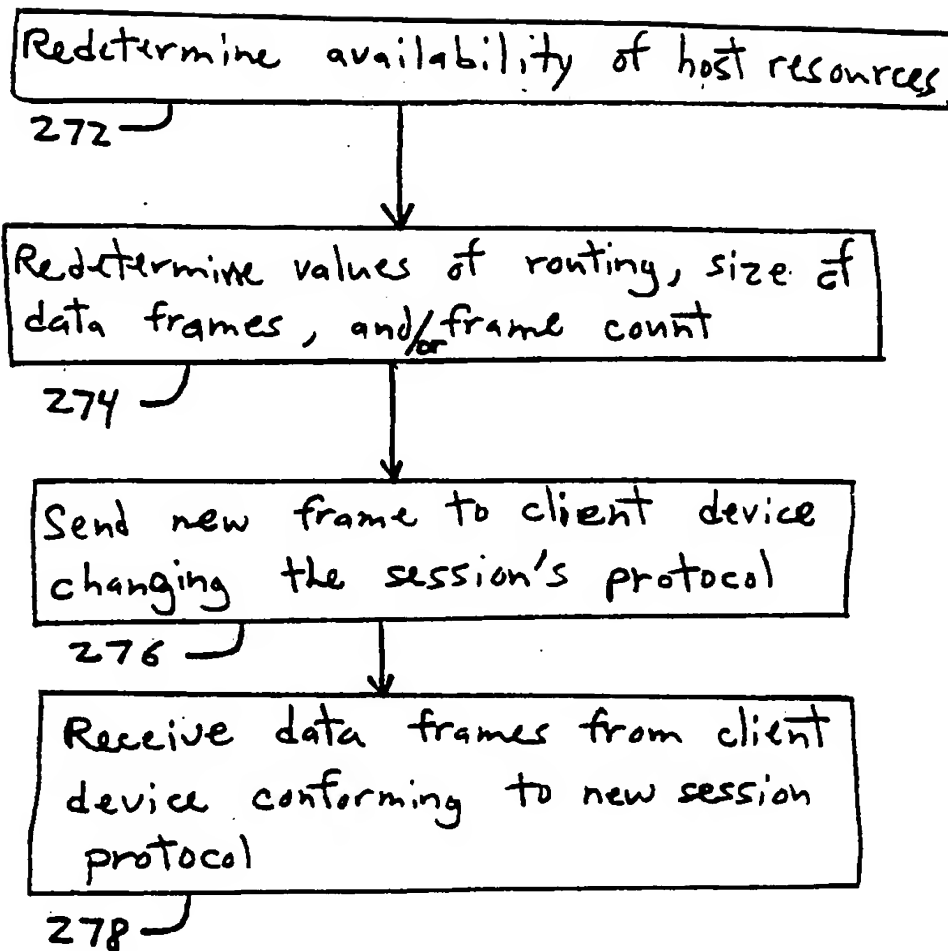 Redetermine availability of host resources
272
Redetermine values of routing, size of
data frames, and/or frame count
274
Send new frame to client device
changing the session's protocol
276
Receive data frames from client
device conforming to new session
protocol
278